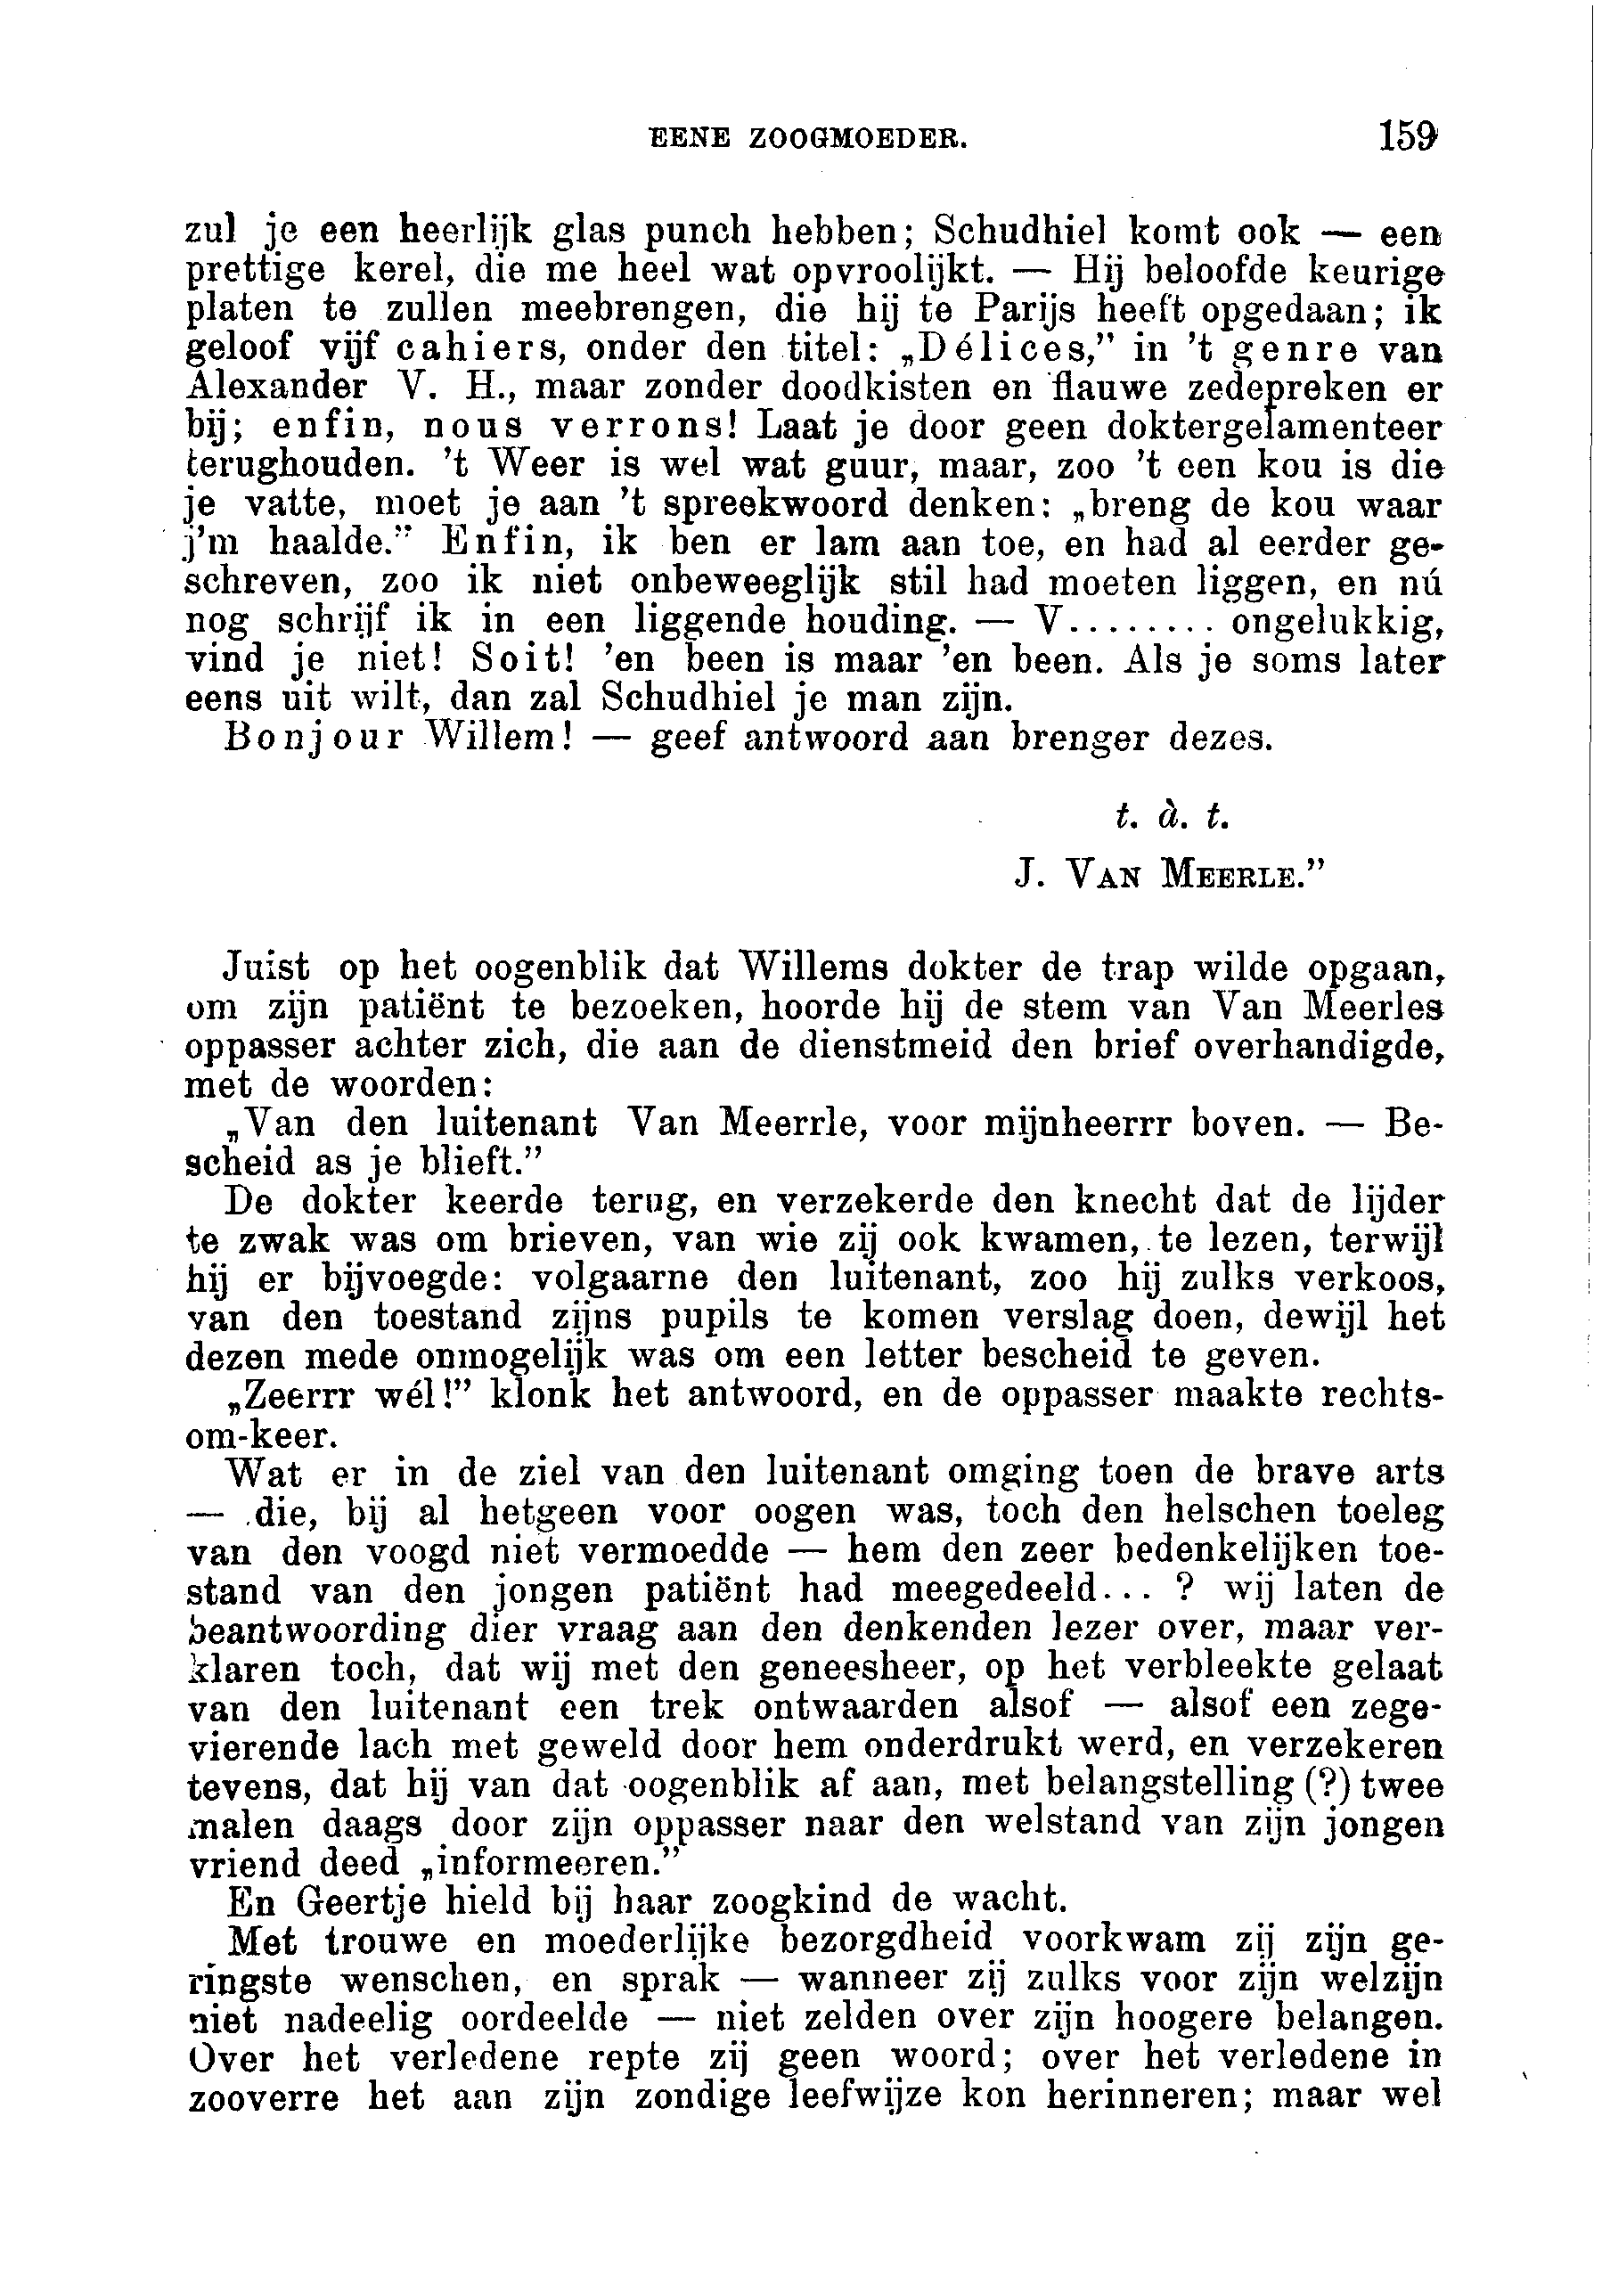 EENE ZOOGMOEDER. 159
zul je een heerlijk glas punch hebben; Schudhiel komt ook — een
prettige kerel, die me heel wat opvroolijkt. — Hij beloofde keurige
platen te zullen meebrengen, die hij te Parijs heeft opgedaan; ik
geloof vijf cahiers, onder den titel: „Délices,” in 't genre van
Alexander V. H., maar zonder doodkisten en flauwe zedepreken er
bij; enfin, nous verrons! Laat je door geen doktergelamenteer
terughouden. 't Weer is wel wat guur, maar, zoo 't een kou is die
je vatte, moet je aan 't spreekwoord denken: „breng de kou waar
j'm haalde.” Enfin, ik ben er lam aan toe, en had al eerder ge-
schreven, zoo ik niet onbeweeglijk stil had moeten liggen, en nú
nog schrijf ik in een liggende houding. — V........ ongelukkig,
vind je niet! Soit! 'en been is maar 'en been. Als je soms later
eens uit wilt, dan zal Schudhiel je man zijn.
Bonjour Willem! — geef antwoord aan brenger dezes.
t. à. t.
J. VAN MEERLE.”
Juist op het oogenblik dat Willems dokter de trap wilde opgaan,
om zijn patiënt te bezoeken, hoorde hij de stem van Van Meerles
oppasser achter zich, die aan de dienstmeid den brief overhandigde,
met de woorden:
„Van den luitenant Van Meerrle, voor mijnheerrr boven. — Be-
scheid as je blieft.”
De dokter keerde terug, en verzekerde den knecht dat de lijder
te zwak was om brieven, van wie zij ook kwamen, te lezen, terwijl
hij er bijvoegde: volgaarne den luitenant, zoo hij zulks verkoos,
van den toestand zijns pupils te komen verslag doen, dewijl het
dezen mede onmogelijk was om een letter bescheid te geven.
„Zeerrr wél!” klonk het antwoord, en de oppasser maakte rechts-
om-keer.
Wat er in de ziel van den luitenant omging toen de brave arts
— die, bij al hetgeen voor oogen was, toch den helschen toeleg
van den voogd niet vermoedde — hem den zeer bedenkelijken toe-
stand van den jongen patiënt had meegedeeld... ? wij laten de
beantwoording dier vraag aan den denkenden lezer over, maar ver-
klaren toch, dat wij met den geneesheer, op het verbleekte gelaat
van den luitenant een trek ontwaarden alsof — alsof een zege-
vierende lach met geweld door hem onderdrukt werd, en verzekeren
tevens, dat hij van dat oogenblik af aan, met belangstelling (?) twee
malen daags door zijn oppasser naar den welstand van zijn jongen
vriend deed „informeeren.”
En Geertje hield bij haar zoogkind de wacht.
Met trouwe en moederlijke bezorgdheid voorkwam zij zijn ge-
ringste wenschen, en sprak — wanneer zij zulks voor zijn welzijn
niet nadeelig oordeelde — niet zelden over zijn hoogere belangen.
Over het verledene repte zij geen woord; over het verledene in
zooverre het aan zijn zondige leefwijze kon herinneren; maar wel